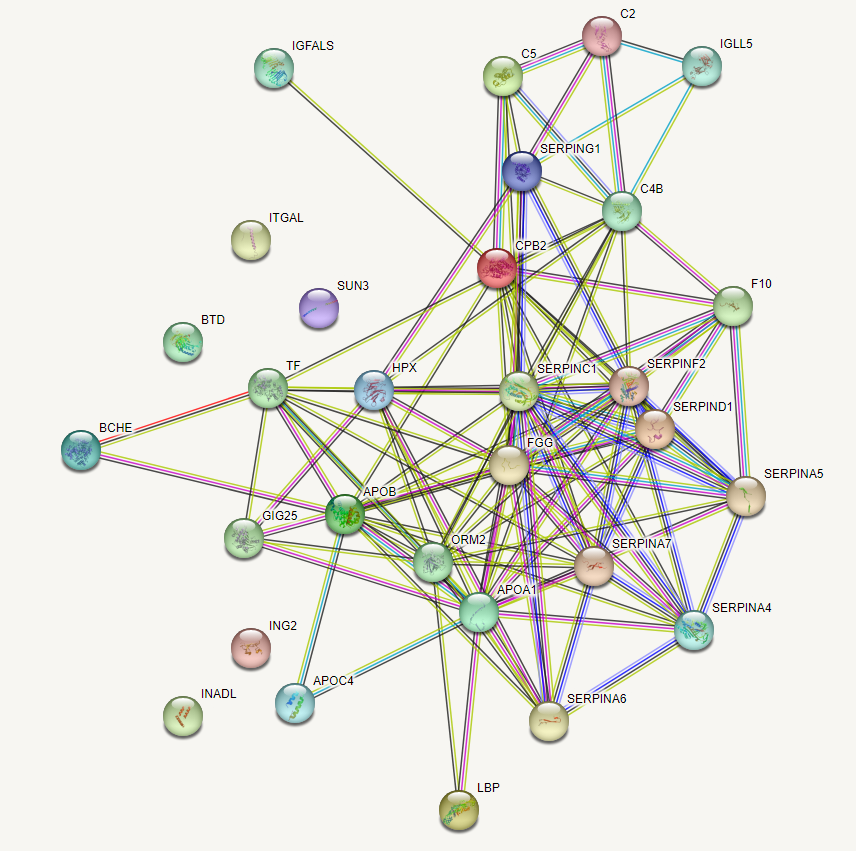 C2
IGFALS
IGLL5
C5
SERPING1
C4B
ITGAL
CPB2
SUN3
F10
BTD
TF
HPX
SERPINC1
SERPINF2
SERPIND1
BCHE
FGG
SERPINA5
APOB
GIG25
ORM2
SERPINA7
APOA1
SERPINA4
ING2
APOC4
INADL
SERPINA6
LBP